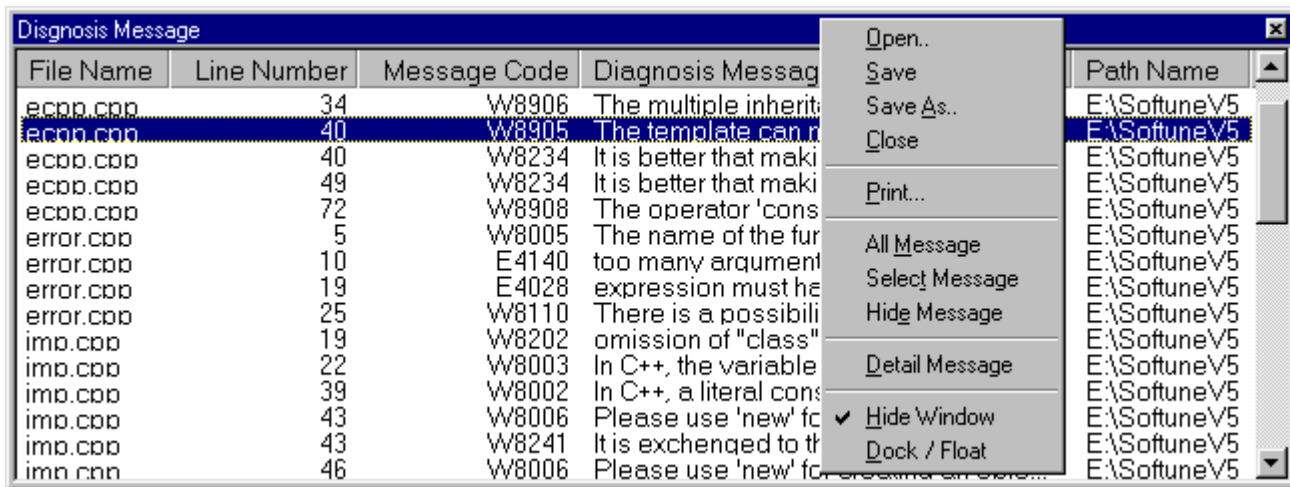 Disgnosis Message
File Name Line Number Message Code Diagnosis Messag Path Name
ecpp.cpp 34 W8906 The multiple inherit E:\SoftuneV5
ecpp.cpp 40 W8905 The template can E:\SoftuneV5
ecpp.cpp 40 W8234 It is better that maki E:\SoftuneV5
ecpp.cpp 49 W8234 It is better that maki E:\SoftuneV5
ecpp.cpp 72 W8908 The operator 'cons E:\SoftuneV5
error.cpp 5 W8005 The name of the fur E:\SoftuneV5
error.cpp 10 E4140 too many argument E:\SoftuneV5
error.cpp 19 E4028 expression must ha E:\SoftuneV5
error.cpp 25 W8110 There is a possibili E:\SoftuneV5
imp.cpp 19 W8202 omission of "class" E:\SoftuneV5
imp.cpp 22 W8003 In C++, the variable E:\SoftuneV5
imp.cpp 39 W8002 In C++, a literal cons E:\SoftuneV5
imp.cpp 43 W8006 Please use 'new' fo E:\SoftuneV5
imp.cpp 43 W8241 It is exchenged to th E:\SoftuneV5
imp.cpp 46 W8006 Please use 'new' for creating an obje... E:\SoftuneV5
Open..
Save
Save As..
Close
Print...
All Message
Select Message
Hide Message
Detail Message
Hide Window
Dock / Float